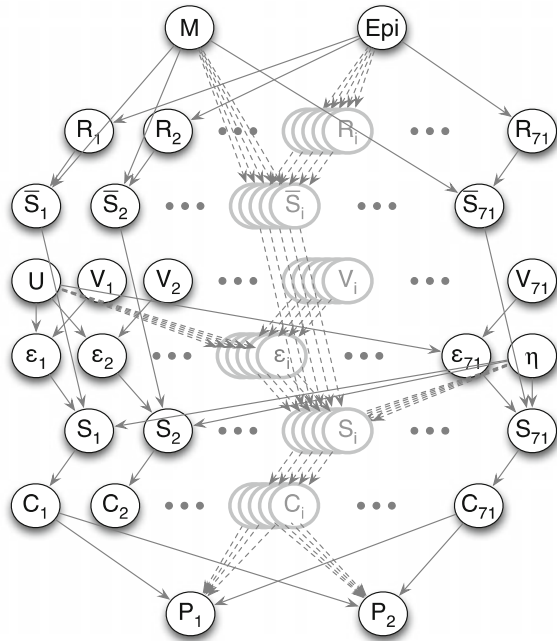 M Epi
R₁ R₂ ••• Rᵢ ••• R₇₁
S̅₁ S̅₂ ••• S̅ᵢ ••• S̅₇₁
U V₁ V₂ ••• Vᵢ ••• V₇₁
ε₁ ε₂ ••• εᵢ ••• ε₇₁ η
S₁ S₂ ••• Sᵢ ••• S₇₁
C₁ C₂ ••• Cᵢ ••• C₇₁
P₁ P₂